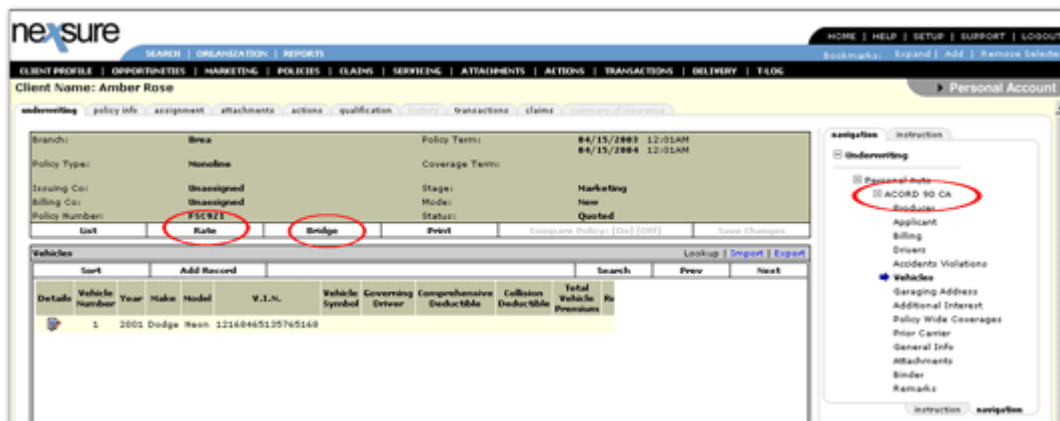 nexsure
HOME | HELP | SETUP | SUPPORT | LOGOUT
SEARCH | ORGANIZATION | REPORTS
Bookmarks: Expand | Add | Remove Selected
CLIENT PROFILE | OPPORTUNITIES | MARKETING | POLICIES | CLAIMS | SERVICING | ATTACHMENTS | ACTIONS | TRANSACTIONS | DELIVERY | T-LOG
Client Name: Amber Rose
Personal Account
underwriting policy info assignment attachments actions qualification history transactions claims summary of insurance
Branch: Brea Policy Term: 04/15/2003 12:01AM
04/15/2004 12:01AM
Policy Type: Monoline Coverage Term:
Issuing Co: Unassigned Stage: Marketing
Billing Co: Unassigned Mode: New
Policy Number: Status: Quoted
List Rate Bridge Print Compare Policy: [On] [Off] Save Changes
Vehicles Lookup | Import | Export
Sort Add Record Search Prev Next
Details Vehicle Number Year Make Model V.I.N. Vehicle Symbol Governing Driver Comprehensive Deductible Collision Deductible Total Vehicle Premium Re
1 2001 Dodge Neon 12168465135765168
navigation instruction
Underwriting
Personal Auto
ACORD 90 CA
Producer
Applicant
Billing
Drivers
Accidents Violations
Vehicles
Garaging Address
Additional Interest
Policy Wide Coverages
Prior Carrier
General Info
Attachments
Binder
Remarks
instruction navigation